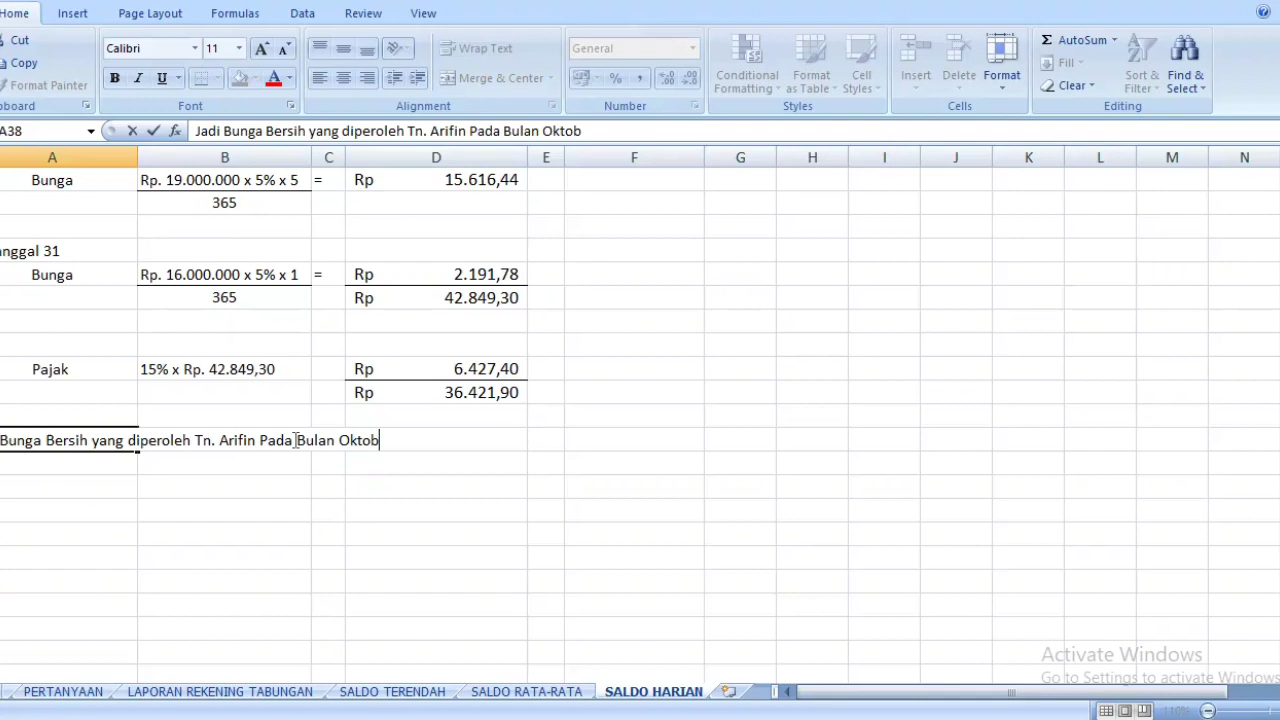 Home Insert Page Layout Formulas Data Review View
Cut
Copy
Format Painter
Calibri 11
B I U A
Wrap Text
Merge & Center
General
% ,
Conditional Formatting
Format as Table
Cell Styles
Insert Delete Format
Σ AutoSum
Fill
Clear
Sort & Filter
Find & Select
Font Alignment Number Styles Cells Editing
A38 fx Jadi Bunga Bersih yang diperoleh Tn. Arifin Pada Bulan Oktob
A B C D E F G H I J K L M N
Bunga Rp. 19.000.000 x 5% x 5 = Rp 15.616,44
365
anggal 31
Bunga Rp. 16.000.000 x 5% x 1 = Rp 2.191,78
365 Rp 42.849,30
Pajak 15% x Rp. 42.849,30 Rp 6.427,40
Rp 36.421,90
Bunga Bersih yang diperoleh Tn. Arifin Pada Bulan Oktob
Activate Windows
Go to Settings to activate Windows
PERTANYAAN LAPORAN REKENING TABUNGAN SALDO TERENDAH SALDO RATA-RATA SALDO HARIAN
110%